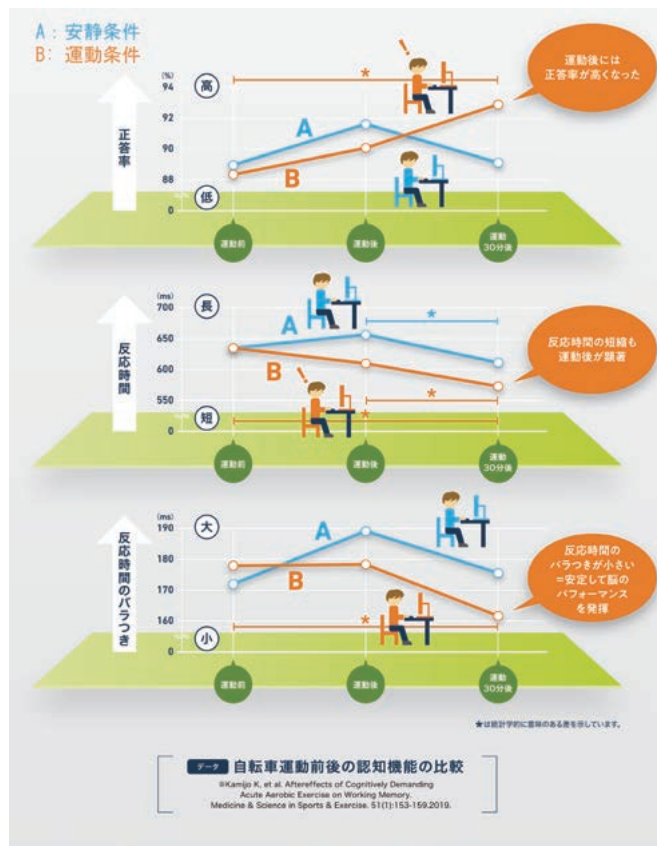 A：安静条件
B：運動条件
(%)
94
92
90
88
0
高
低
正答率
A
B
★
運動後には
正答率が高くなった
運動前
運動後
運動
30分後
(ms)
700
650
600
550
0
長
短
反応時間
A
B
★
★
★
反応時間の短縮も
運動後が顕著
運動前
運動後
運動
30分後
(ms)
190
180
170
160
0
大
小
反応時間のバラつき
A
B
★
反応時間の
バラつきが小さい
＝安定して脳の
パフォーマンス
を発揮
運動前
運動後
運動
30分後
★は統計学的に意味のある差を示しています。
データ 自転車運動前後の認知機能の比較
※Kamijo K, et al. Aftereffects of Cognitively Demanding
Acute Aerobic Exercise on Working Memory.
Medicine & Science in Sports & Exercise. 51(1):153-159.2019.